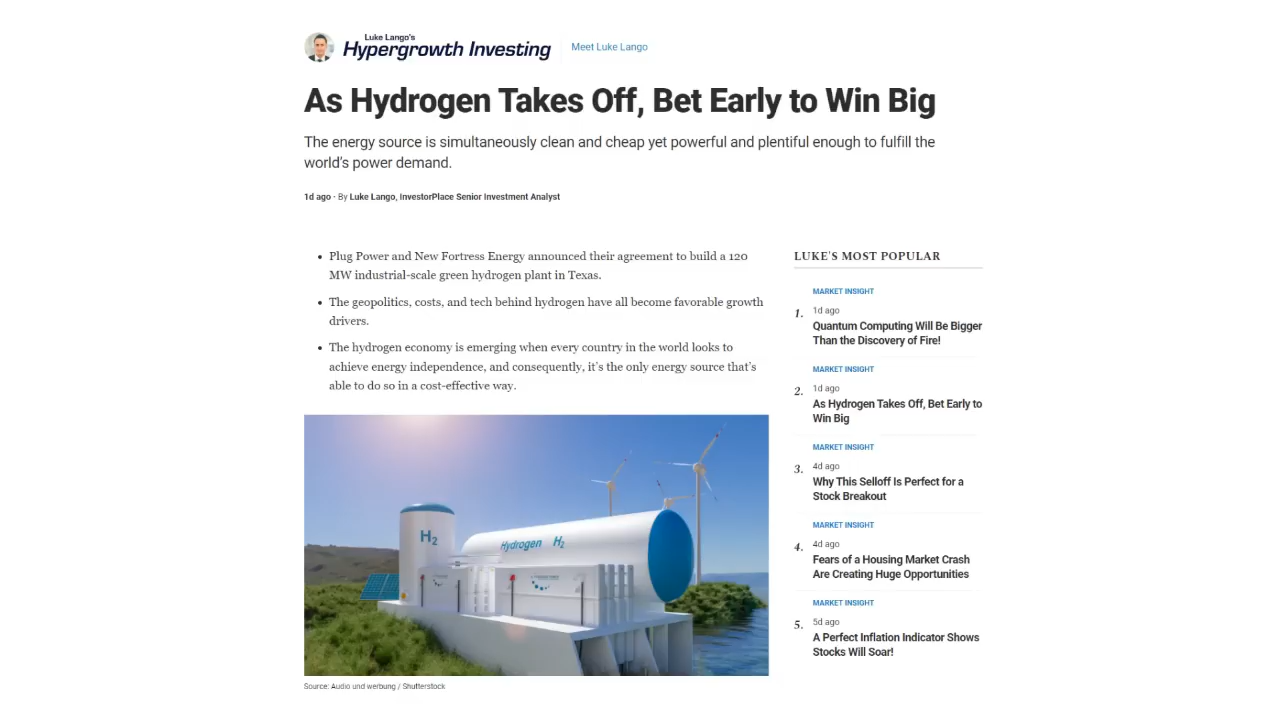 Luke Lango's
Hypergrowth Investing
Meet Luke Lango
As Hydrogen Takes Off, Bet Early to Win Big
The energy source is simultaneously clean and cheap yet powerful and plentiful enough to fulfill the
world's power demand.
1d ago · By Luke Lango, InvestorPlace Senior Investment Analyst
• Plug Power and New Fortress Energy announced their agreement to build a 120
MW industrial-scale green hydrogen plant in Texas.
• The geopolitics, costs, and tech behind hydrogen have all become favorable growth
drivers.
• The hydrogen economy is emerging when every country in the world looks to
achieve energy independence, and consequently, it's the only energy source that's
able to do so in a cost-effective way.
H2
Hydrogen H2
Source: Audio und werbung / Shutterstock
LUKE'S MOST POPULAR
MARKET INSIGHT
1. 1d ago
Quantum Computing Will Be Bigger
Than the Discovery of Fire!
MARKET INSIGHT
2. 1d ago
As Hydrogen Takes Off, Bet Early to
Win Big
MARKET INSIGHT
3. 4d ago
Why This Selloff Is Perfect for a
Stock Breakout
MARKET INSIGHT
4. 4d ago
Fears of a Housing Market Crash
Are Creating Huge Opportunities
MARKET INSIGHT
5. 5d ago
A Perfect Inflation Indicator Shows
Stocks Will Soar!